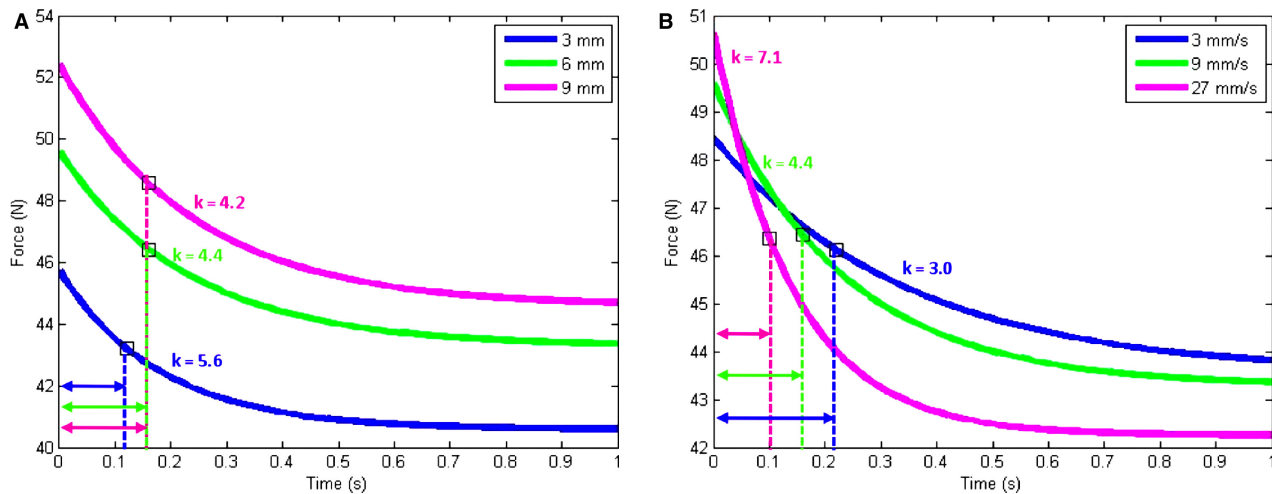 A
54
52
50
48
46
44
42
40
Force (N)
3 mm
6 mm
9 mm
k = 4.2
k = 4.4
k = 5.6
0 0.1 0.2 0.3 0.4 0.5 0.6 0.7 0.8 0.9 1
Time (s)
B
51
50
49
48
47
46
45
44
43
42
Force (N)
3 mm/s
9 mm/s
27 mm/s
k = 7.1
k = 4.4
k = 3.0
0 0.1 0.2 0.3 0.4 0.5 0.6 0.7 0.8 0.9 1
Time (s)